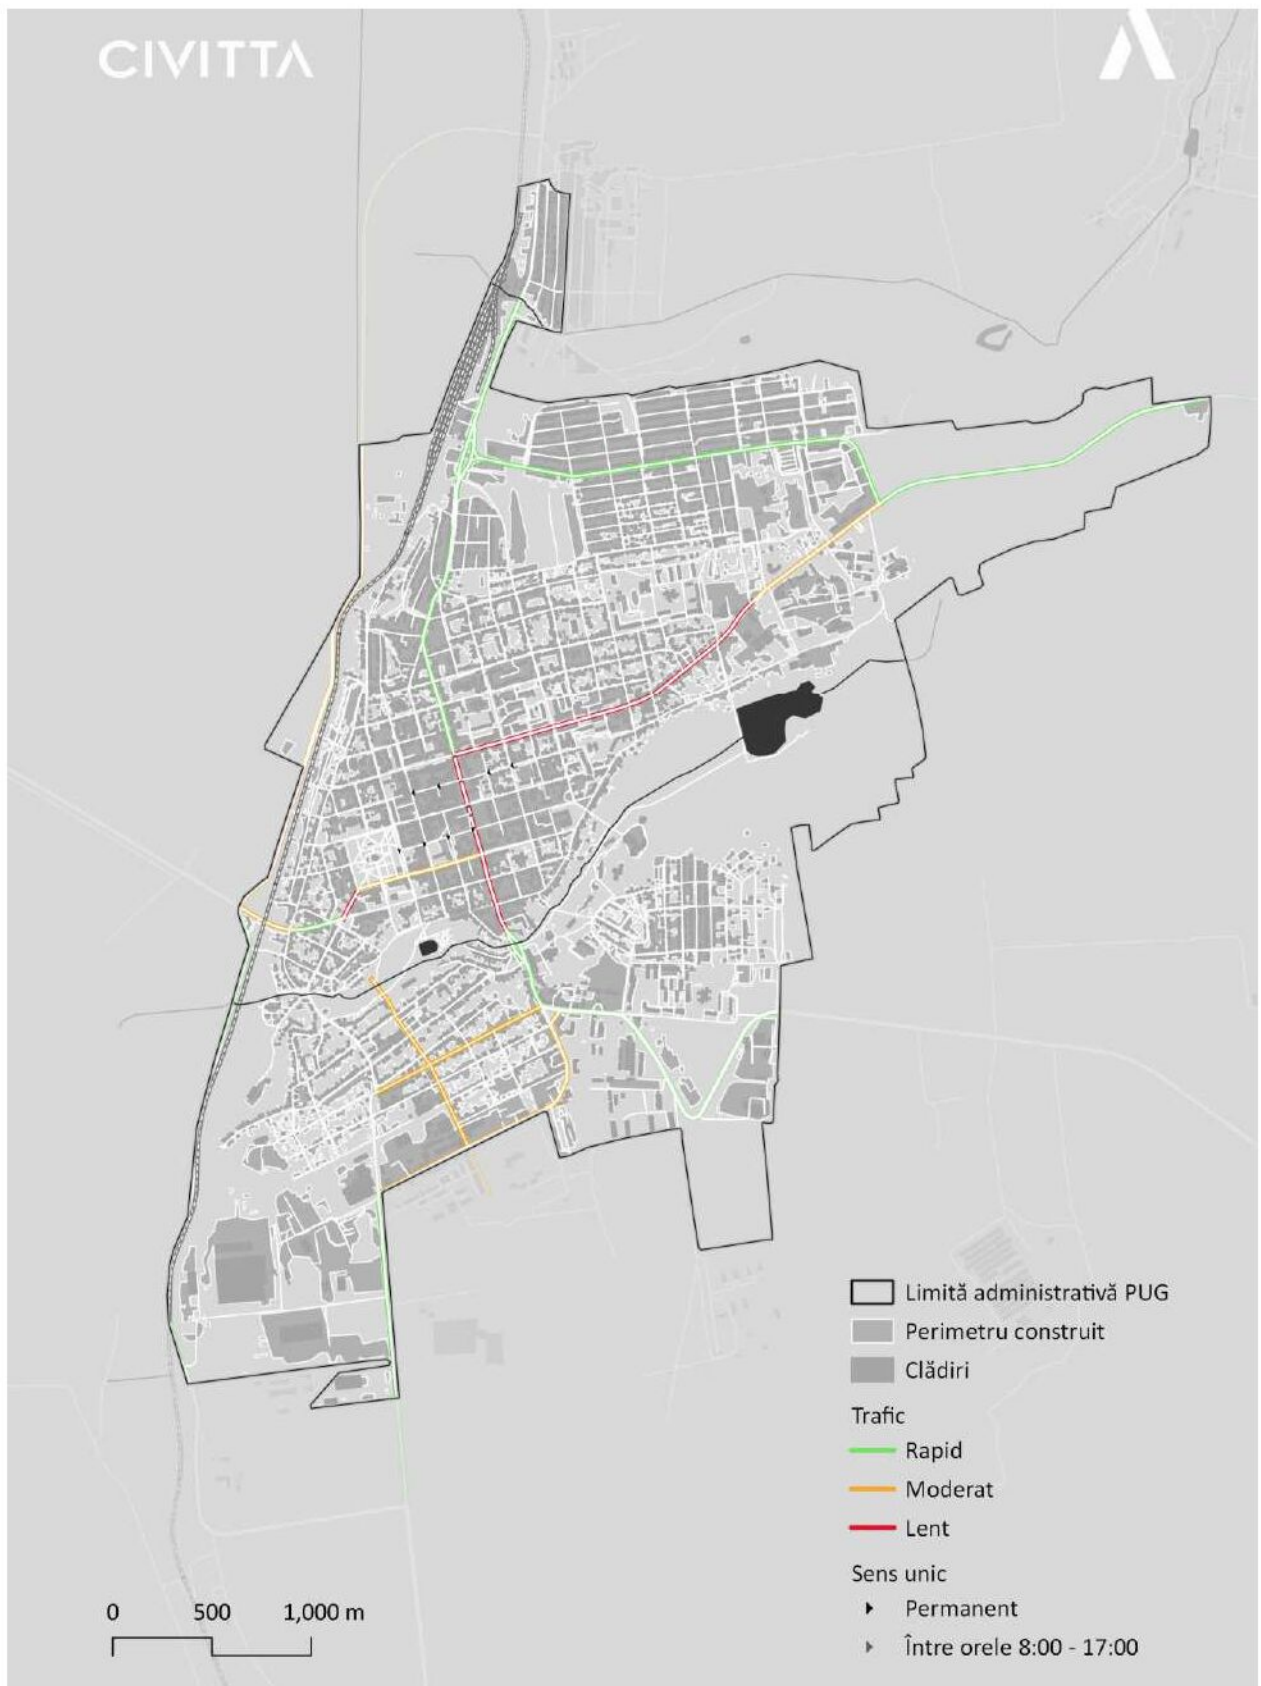 CIVITTA
Limită administrativă PUG
Perimetru construit
Clădiri
Trafic
Rapid
Moderat
Lent
Sens unic
Permanent
Între orele 8:00 - 17:00
0 500 1,000 m